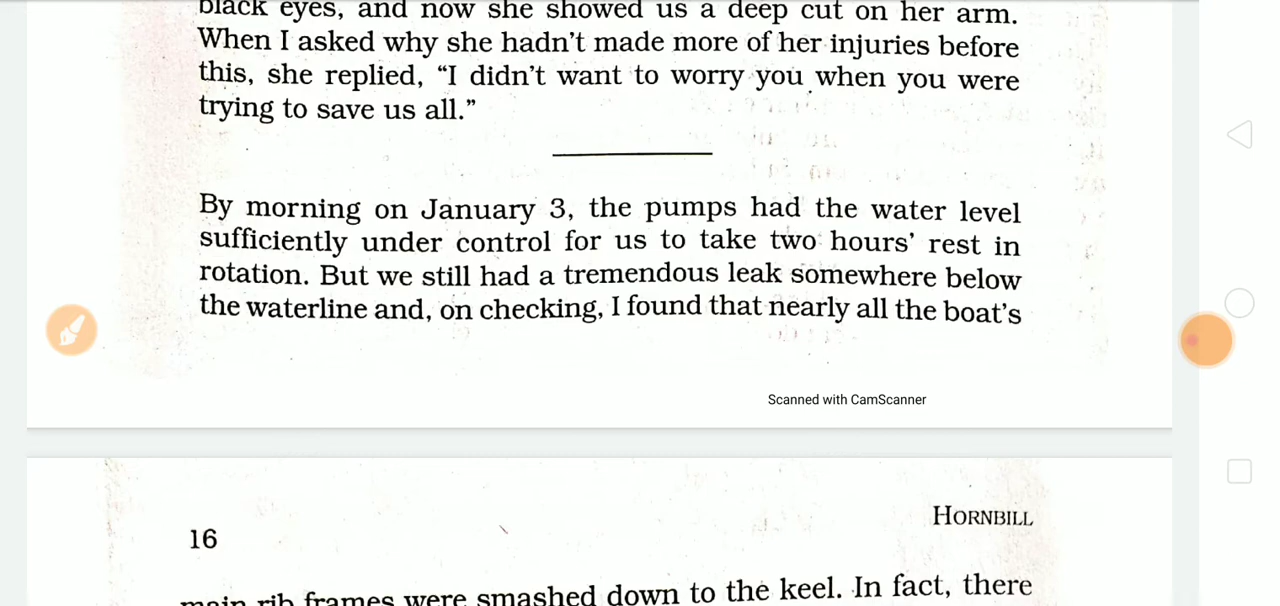 black eyes, and now she showed us a deep cut on her arm.
When I asked why she hadn't made more of her injuries before
this, she replied, “I didn't want to worry you when you were
trying to save us all.”
By morning on January 3, the pumps had the water level
sufficiently under control for us to take two hours' rest in
rotation. But we still had a tremendous leak somewhere below
the waterline and, on checking, I found that nearly all the boat's
Scanned with CamScanner
16 HORNBILL
main rib frames were smashed down to the keel. In fact, there